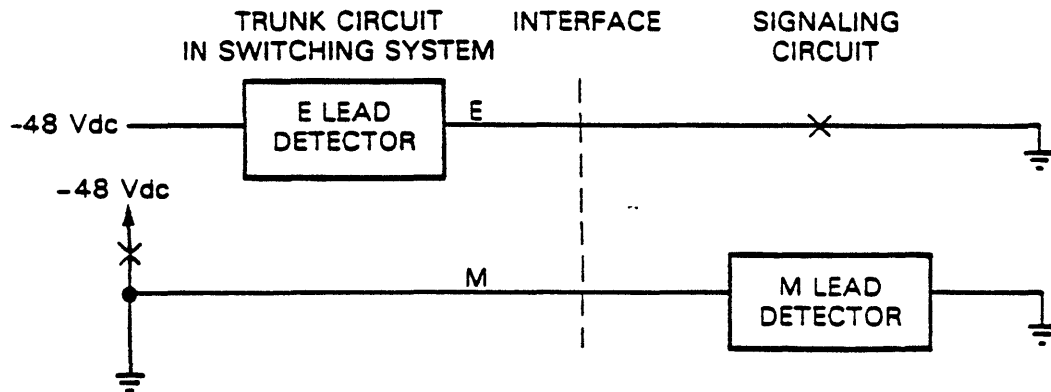 TRUNK CIRCUIT
IN SWITCHING SYSTEM
INTERFACE
SIGNALING
CIRCUIT
-48 Vdc
E LEAD
DETECTOR
E
-48 Vdc
M
M LEAD
DETECTOR